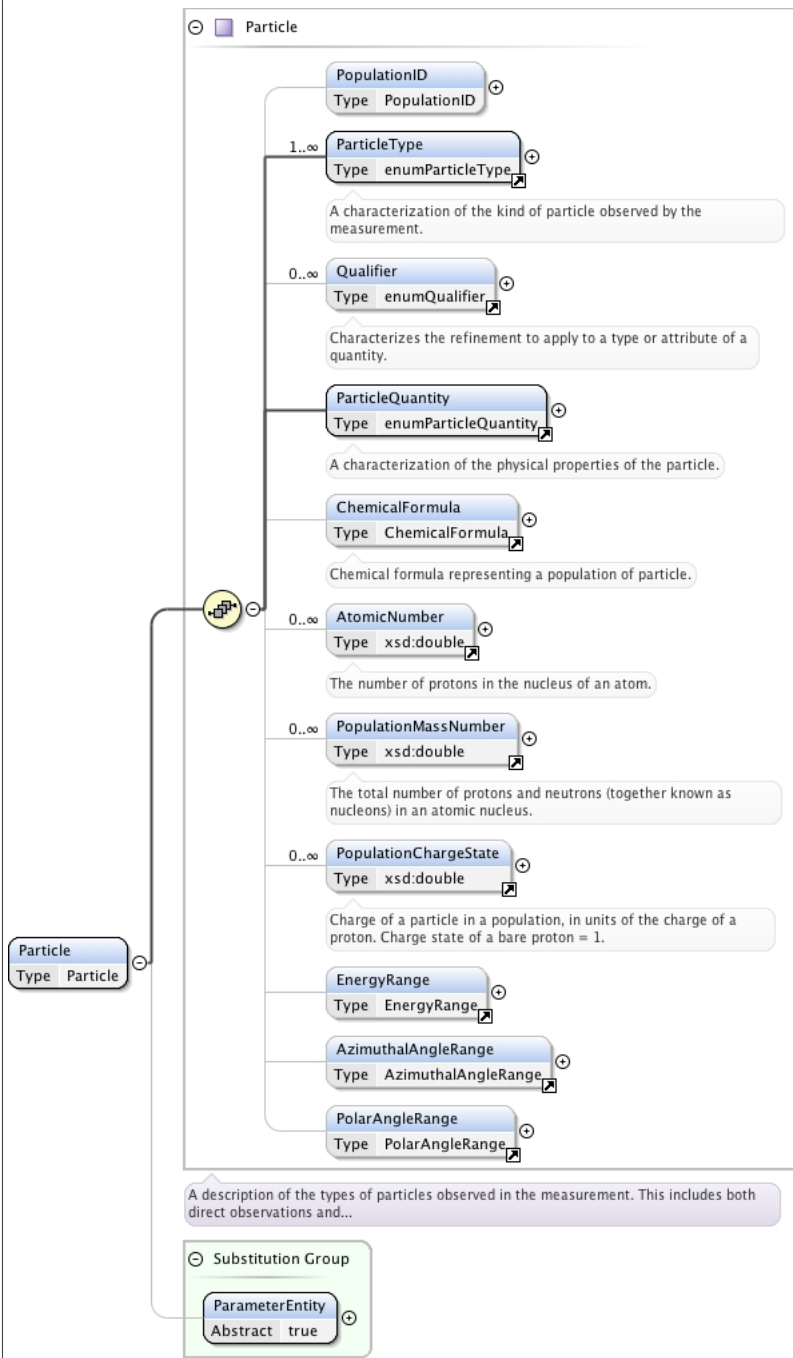 Particle
PopulationID
Type PopulationID
1..∞
ParticleType
Type enumParticleType
A characterization of the kind of particle observed by the
measurement.
0..∞
Qualifier
Type enumQualifier
Characterizes the refinement to apply to a type or attribute of a
quantity.
ParticleQuantity
Type enumParticleQuantity
A characterization of the physical properties of the particle.
ChemicalFormula
Type ChemicalFormula
Chemical formula representing a population of particle.
0..∞
AtomicNumber
Type xsd:double
The number of protons in the nucleus of an atom.
0..∞
PopulationMassNumber
Type xsd:double
The total number of protons and neutrons (together known as
nucleons) in an atomic nucleus.
0..∞
PopulationChargeState
Type xsd:double
Charge of a particle in a population, in units of the charge of a
proton. Charge state of a bare proton = 1.
Particle
Type Particle
EnergyRange
Type EnergyRange
AzimuthalAngleRange
Type AzimuthalAngleRange
PolarAngleRange
Type PolarAngleRange
A description of the types of particles observed in the measurement. This includes both
direct observations and...
Substitution Group
ParameterEntity
Abstract true